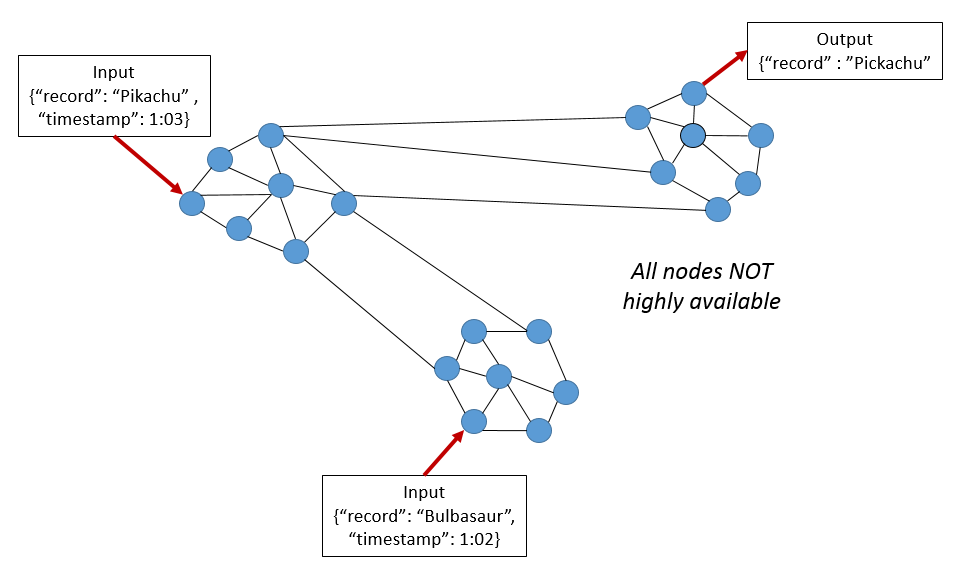 Input
{“record”: “Pikachu” ,
“timestamp”: 1:03}
Output
{“record” : ”Pickachu”
All nodes NOT
highly available
Input
{“record”: “Bulbasaur”,
“timestamp”: 1:02}